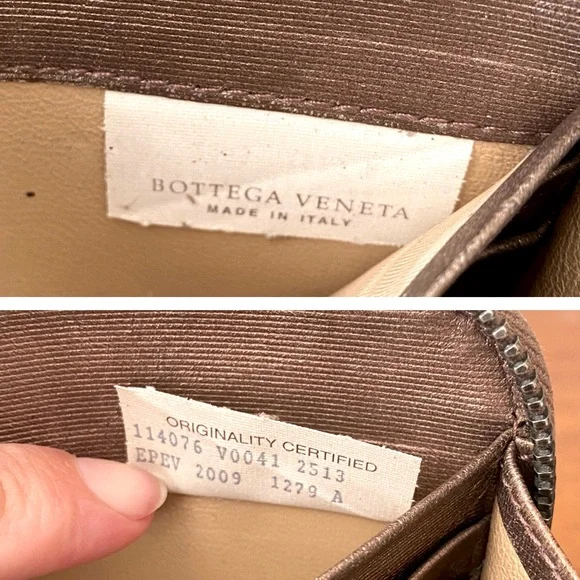 BOTTEGA VENETA
MADE IN ITALY
ORIGINALITY CERTIFIED
114076 V0041 2513
EPEV 2009 1279 A